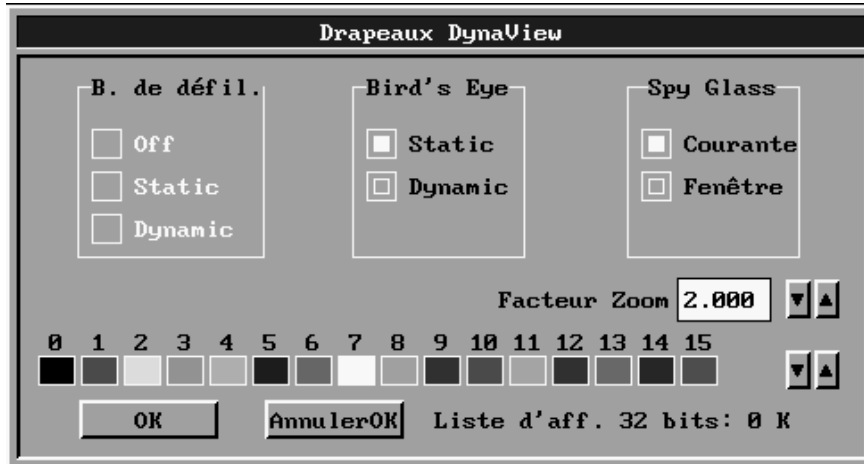 Drapeaux DynaView
B. de défil.
Off
Static
Dynamic
Bird's Eye
Static
Dynamic
Spy Glass
Courante
Fenêtre
Facteur Zoom 2.000
0 1 2 3 4 5 6 7 8 9 10 11 12 13 14 15
OK AnnulerOK Liste d'aff. 32 bits: 0 K